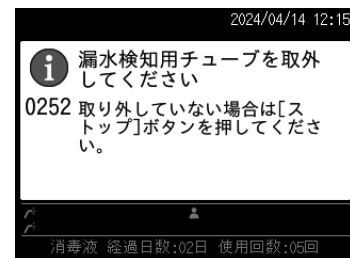 2024/04/14 12:15
漏水検知用チューブを取外
してください
0252 取り外していない場合は[ス
トップ]ボタンを押してくださ
い。
消毒液 経過日数:02日 使用回数:05回